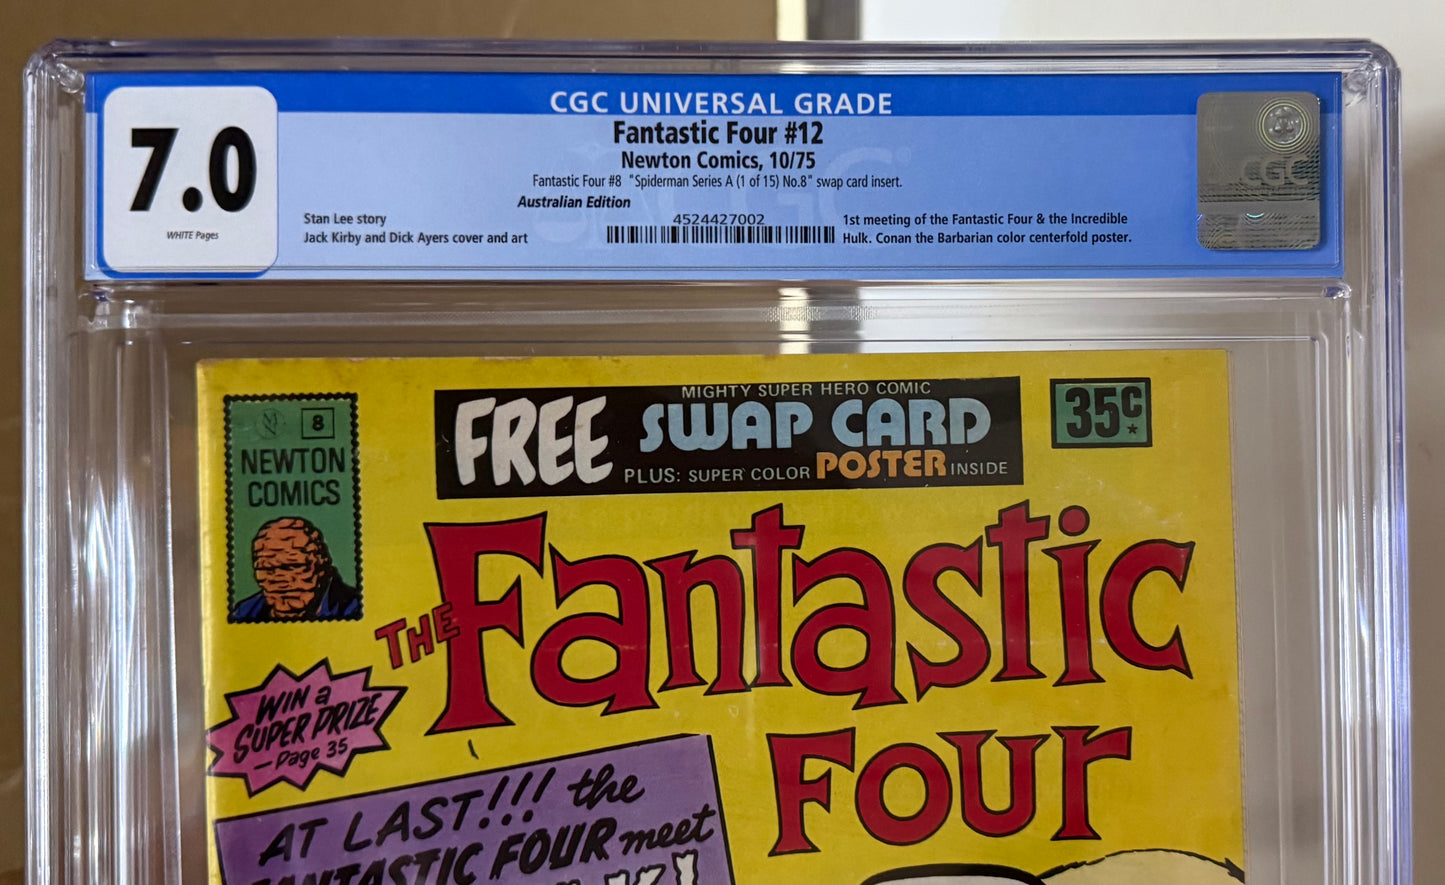 CGC UNIVERSAL GRADE
7.0
WHITE Pages
Fantastic Four #12
Newton Comics, 10/75
Fantastic Four #8 "Spiderman Series A (1 of 15) No.8" swap card insert.
Australian Edition
Stan Lee story
Jack Kirby and Dick Ayers cover and art
4524427002
1st meeting of the Fantastic Four & the Incredible
Hulk. Conan the Barbarian color centerfold poster.
CGC
8
NEWTON
COMICS
MIGHTY SUPER HERO COMIC
FREE SWAP CARD
PLUS: SUPER COLOR POSTER INSIDE
35c
THE Fantastic
FOUR
WIN a
SUPER PRIZE
—Page 35
AT LAST!!! the
FANTASTIC FOUR meet